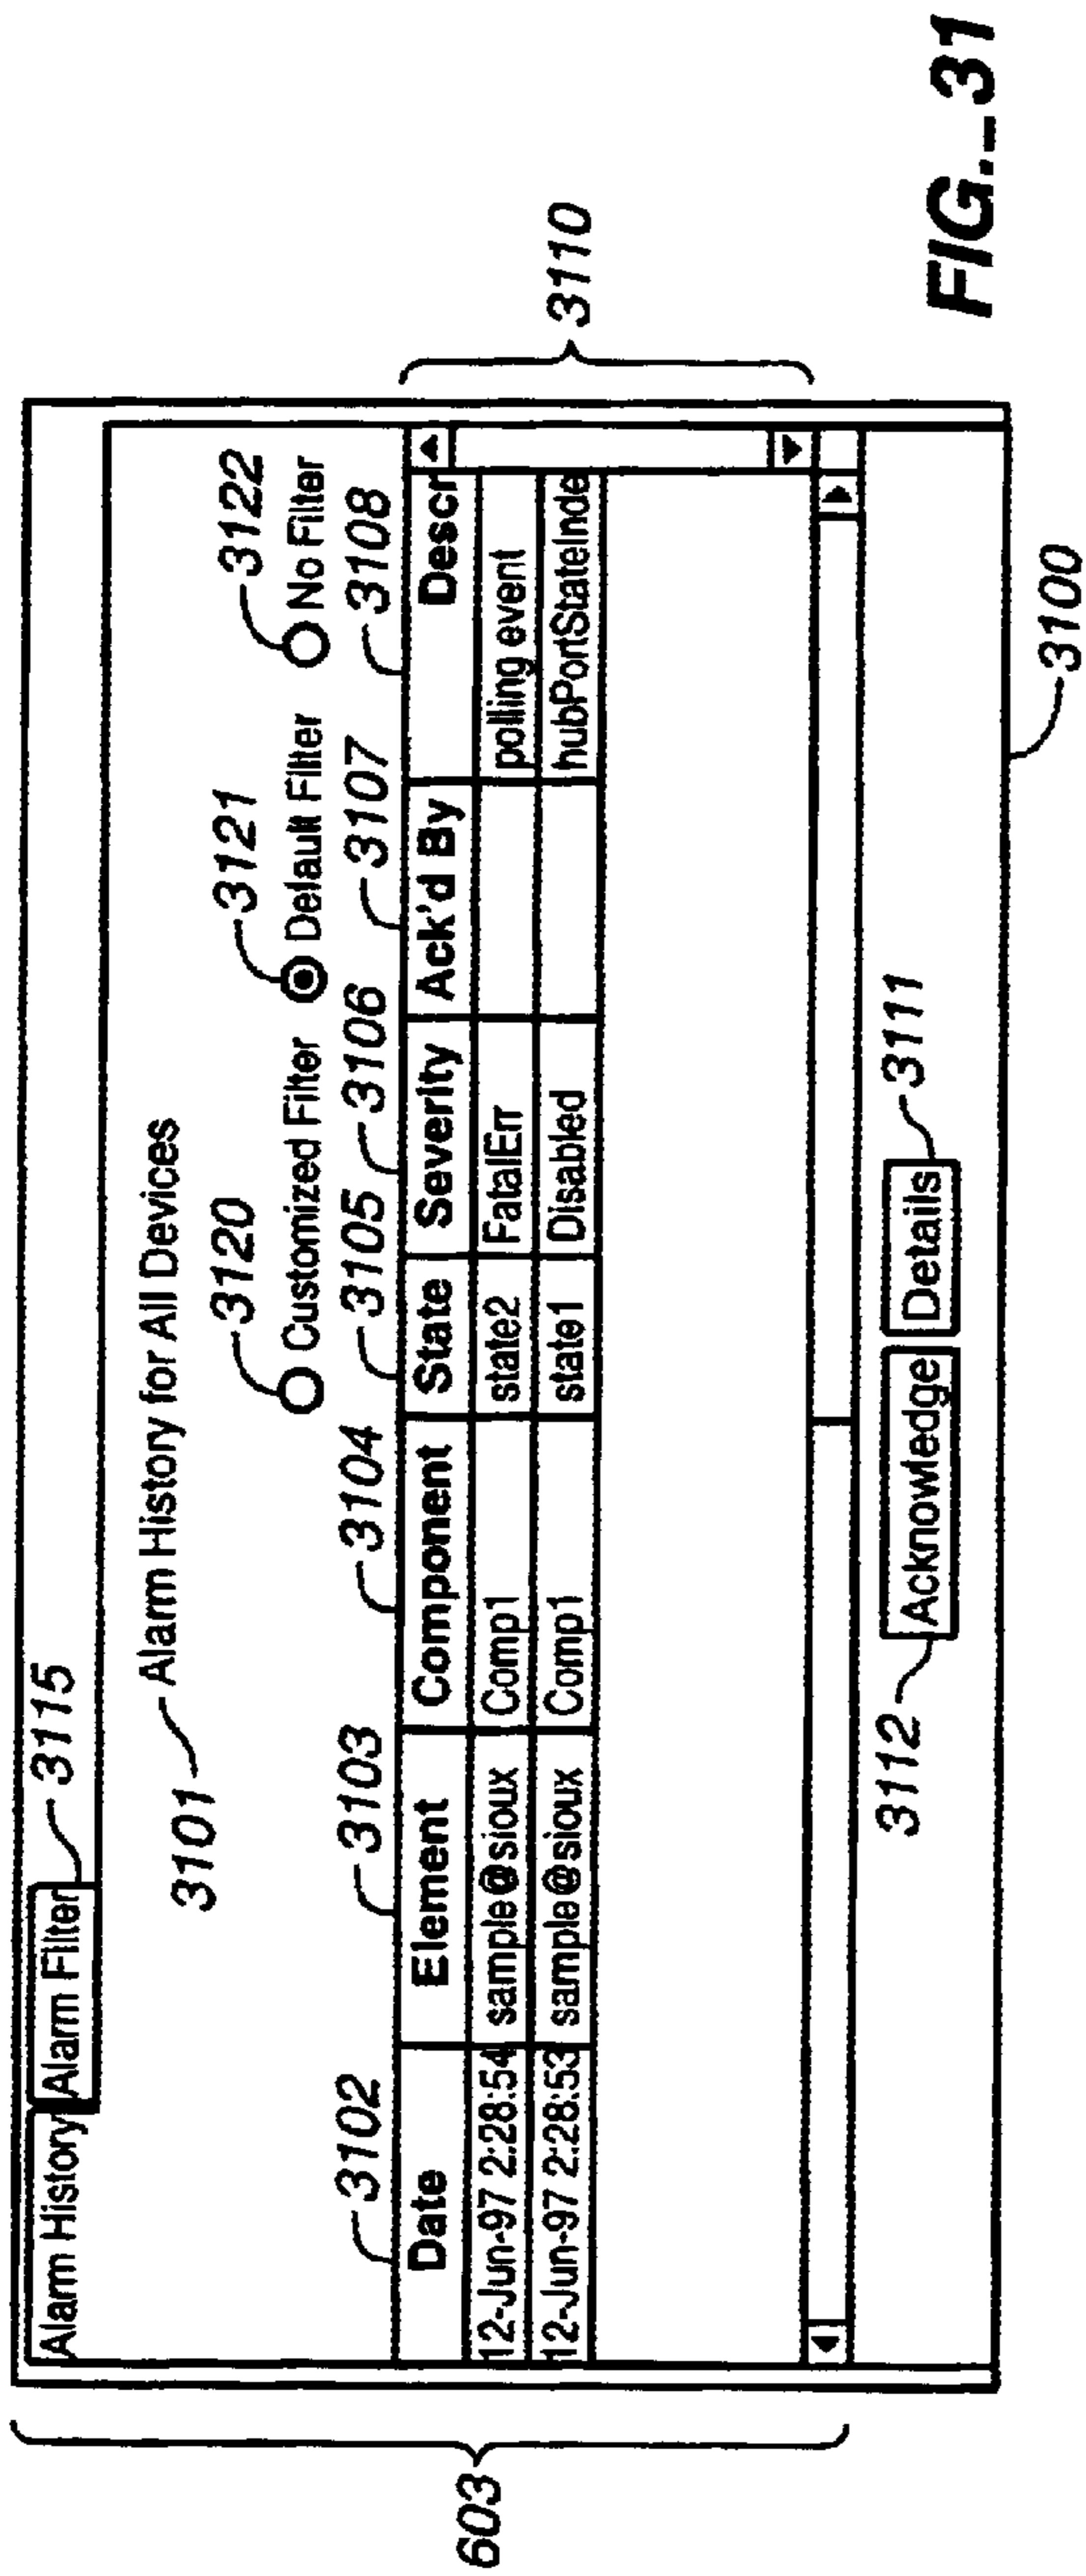 Alarm History Alarm Filter 3115
3101 Alarm History for All Devices
3120 3121 3122
Customized Filter Default Filter No Filter
3102 3103 3104 3105 3106 3107 3108
Date Element Component State Severity Ack'd By Descr
12-Jun-97 2:28:54 sample@sioux Comp1 state2 FatalErr polling event
12-Jun-97 2:28:53 sample@sioux Comp1 state1 Disabled hubPortStateInde
603
3110
3112 Acknowledge Details 3111
3100
FIG._31